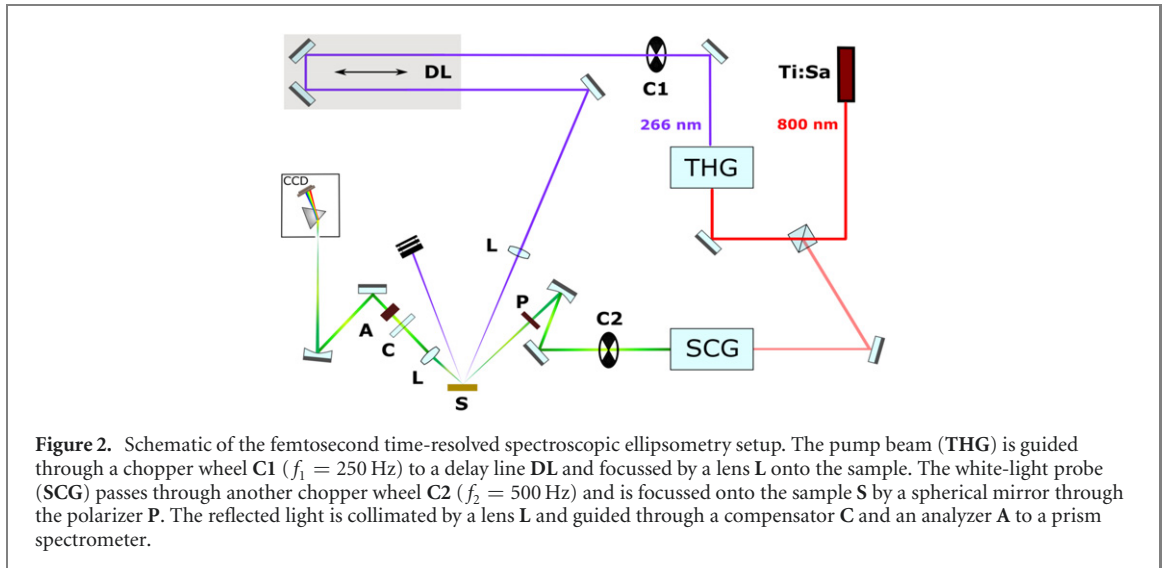 DL
C1
Ti:Sa
266 nm
800 nm
THG
CCD
L
P
C2
A
C
SCG
L
S
Figure 2. Schematic of the femtosecond time-resolved spectroscopic ellipsometry setup. The pump beam (THG) is guided
through a chopper wheel C1 (f₁ = 250 Hz) to a delay line DL and focussed by a lens L onto the sample. The white-light probe
(SCG) passes through another chopper wheel C2 (f₂ = 500 Hz) and is focussed onto the sample S by a spherical mirror through
the polarizer P. The reflected light is collimated by a lens L and guided through a compensator C and an analyzer A to a prism
spectrometer.